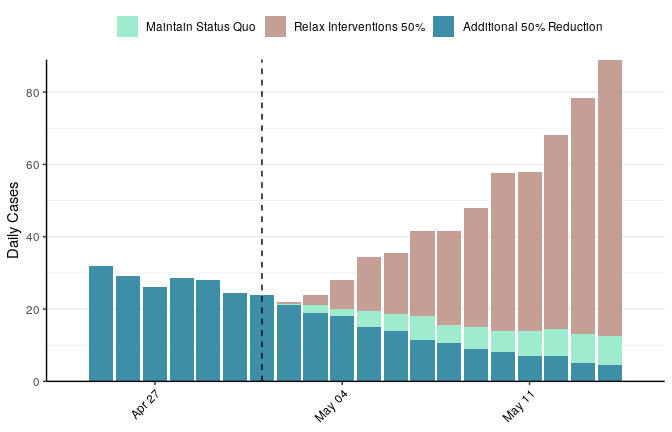 Maintain Status Quo Relax Interventions 50% Additional 50% Reduction
Daily Cases
80
60
40
20
0
Apr 27
May 04
May 11